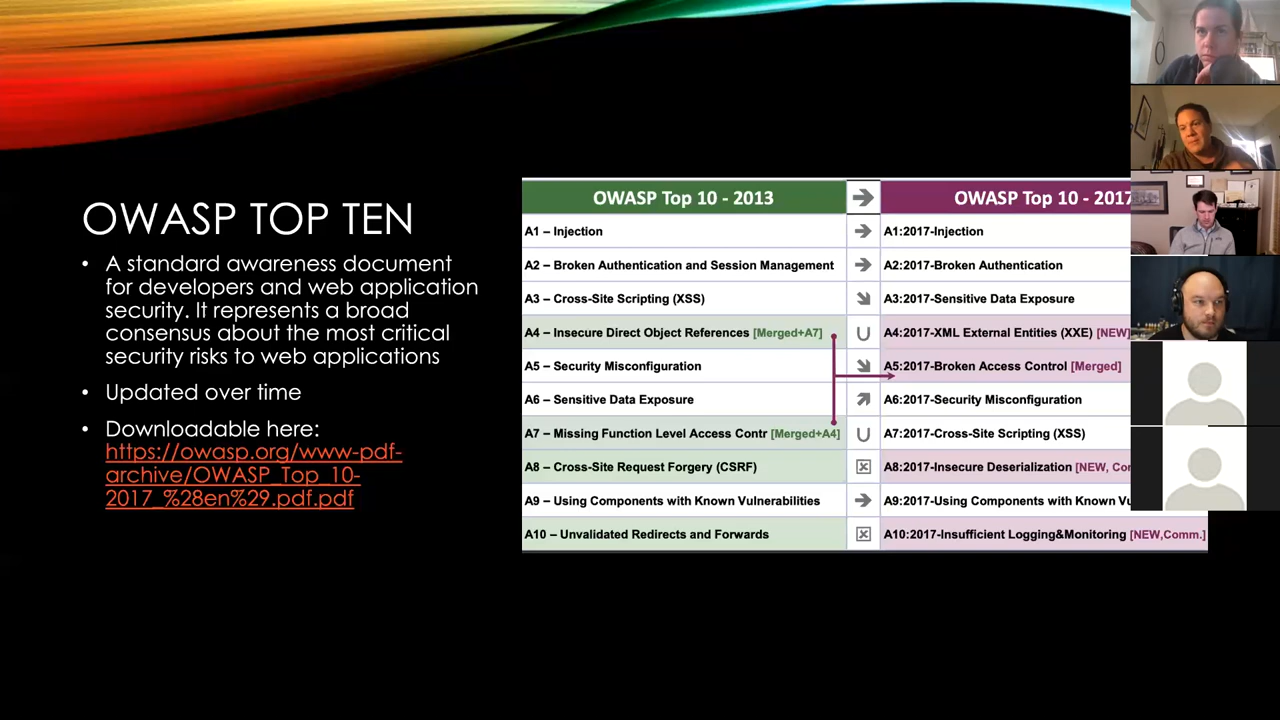 OWASP TOP TEN
• A standard awareness document
for developers and web application
security. It represents a broad
consensus about the most critical
security risks to web applications
• Updated over time
• Downloadable here:
https://owasp.org/www-pdf-
archive/OWASP_Top_10-
2017_%28en%29.pdf.pdf
OWASP Top 10 - 2013 → OWASP Top 10 - 2017
A1 – Injection → A1:2017-Injection
A2 – Broken Authentication and Session Management → A2:2017-Broken Authentication
A3 – Cross-Site Scripting (XSS) A3:2017-Sensitive Data Exposure
A4 – Insecure Direct Object References [Merged+A7] U A4:2017-XML External Entities (XXE) [NEW]
A5 – Security Misconfiguration A5:2017-Broken Access Control [Merged]
A6 – Sensitive Data Exposure A6:2017-Security Misconfiguration
A7 – Missing Function Level Access Contr [Merged+A4] U A7:2017-Cross-Site Scripting (XSS)
A8 – Cross-Site Request Forgery (CSRF) A8:2017-Insecure Deserialization [NEW,
A9 – Using Components with Known Vulnerabilities → A9:2017-Using Components with Known
A10 – Unvalidated Redirects and Forwards A10:2017-Insufficient Logging&Monitoring [NEW,Comm.]